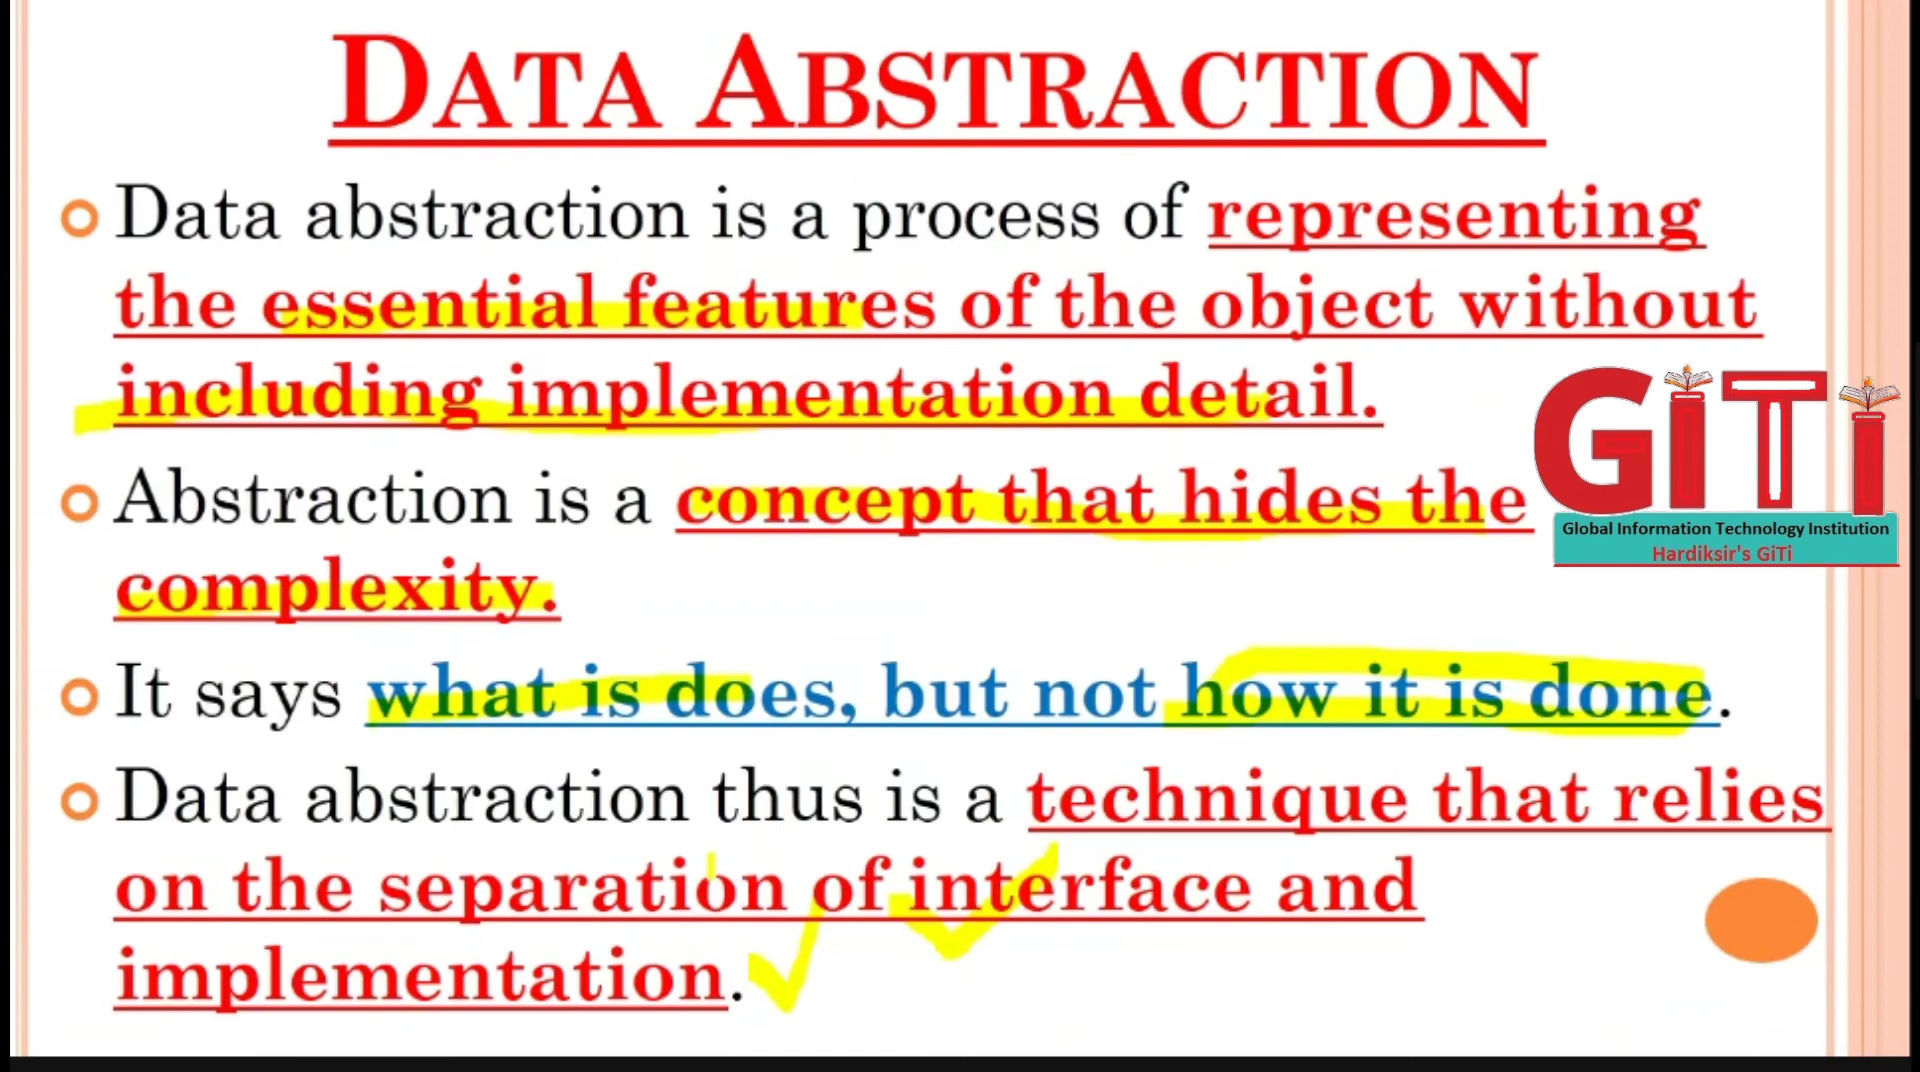 DATA ABSTRACTION
Data abstraction is a process of representing
the essential features of the object without
including implementation detail.
Abstraction is a concept that hides the
complexity.
It says what is does, but not how it is done.
Data abstraction thus is a technique that relies
on the separation of interface and
implementation.
GiTi
Global Information Technology Institution
Hardiksir's GiTi